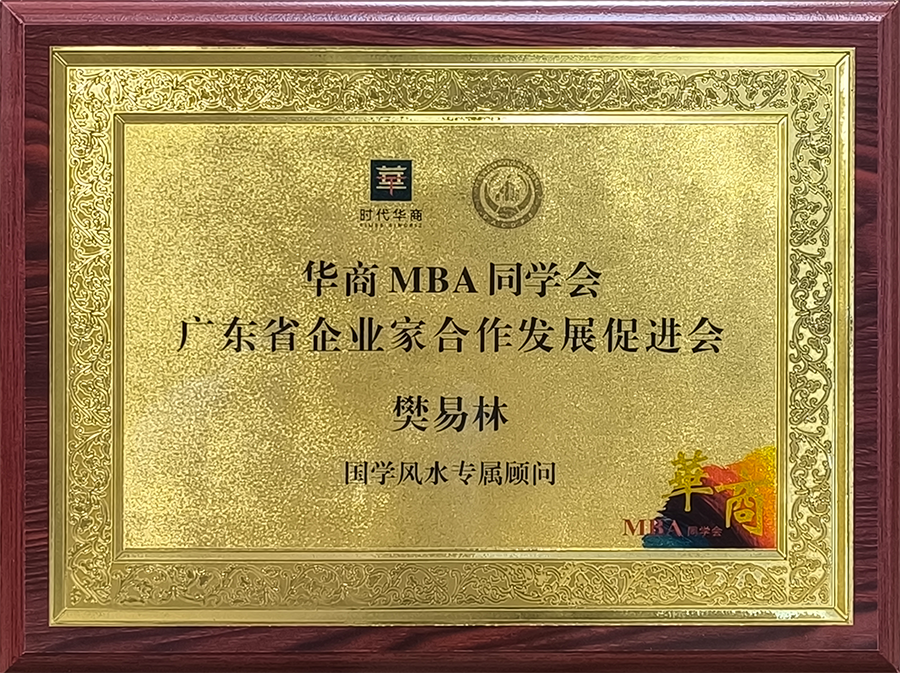 華
时代华商
TIMES BIMBRIZ
华商MBA同学会
广东省企业家合作发展促进会
樊易林
国学风水专属顾问
華商
MBA同学会